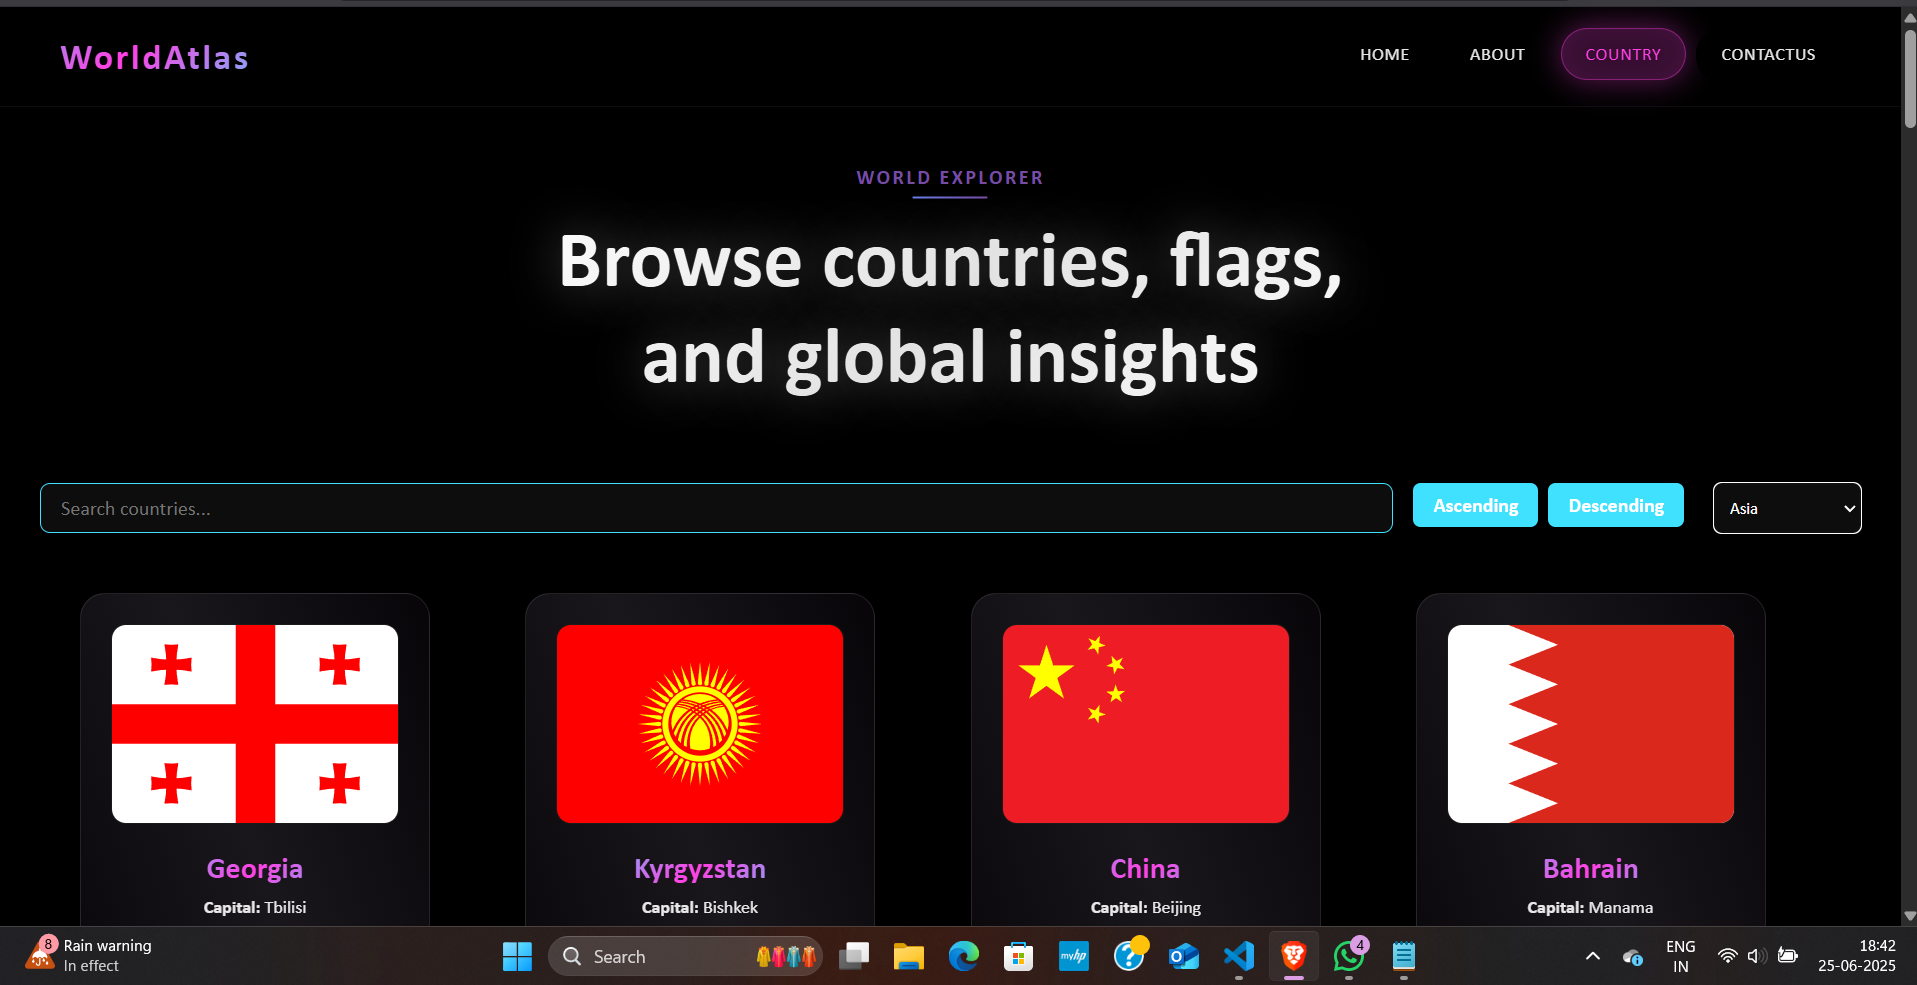 WorldAtlas
HOME ABOUT COUNTRY CONTACTUS
WORLD EXPLORER
Browse countries, flags,
and global insights
Search countries...
Ascending Descending Asia
Georgia
Capital: Tbilisi
Kyrgyzstan
Capital: Bishkek
China
Capital: Beijing
Bahrain
Capital: Manama
8
Rain warning
In effect
Search
myhp
4
ENG
IN
18:42
25-06-2025